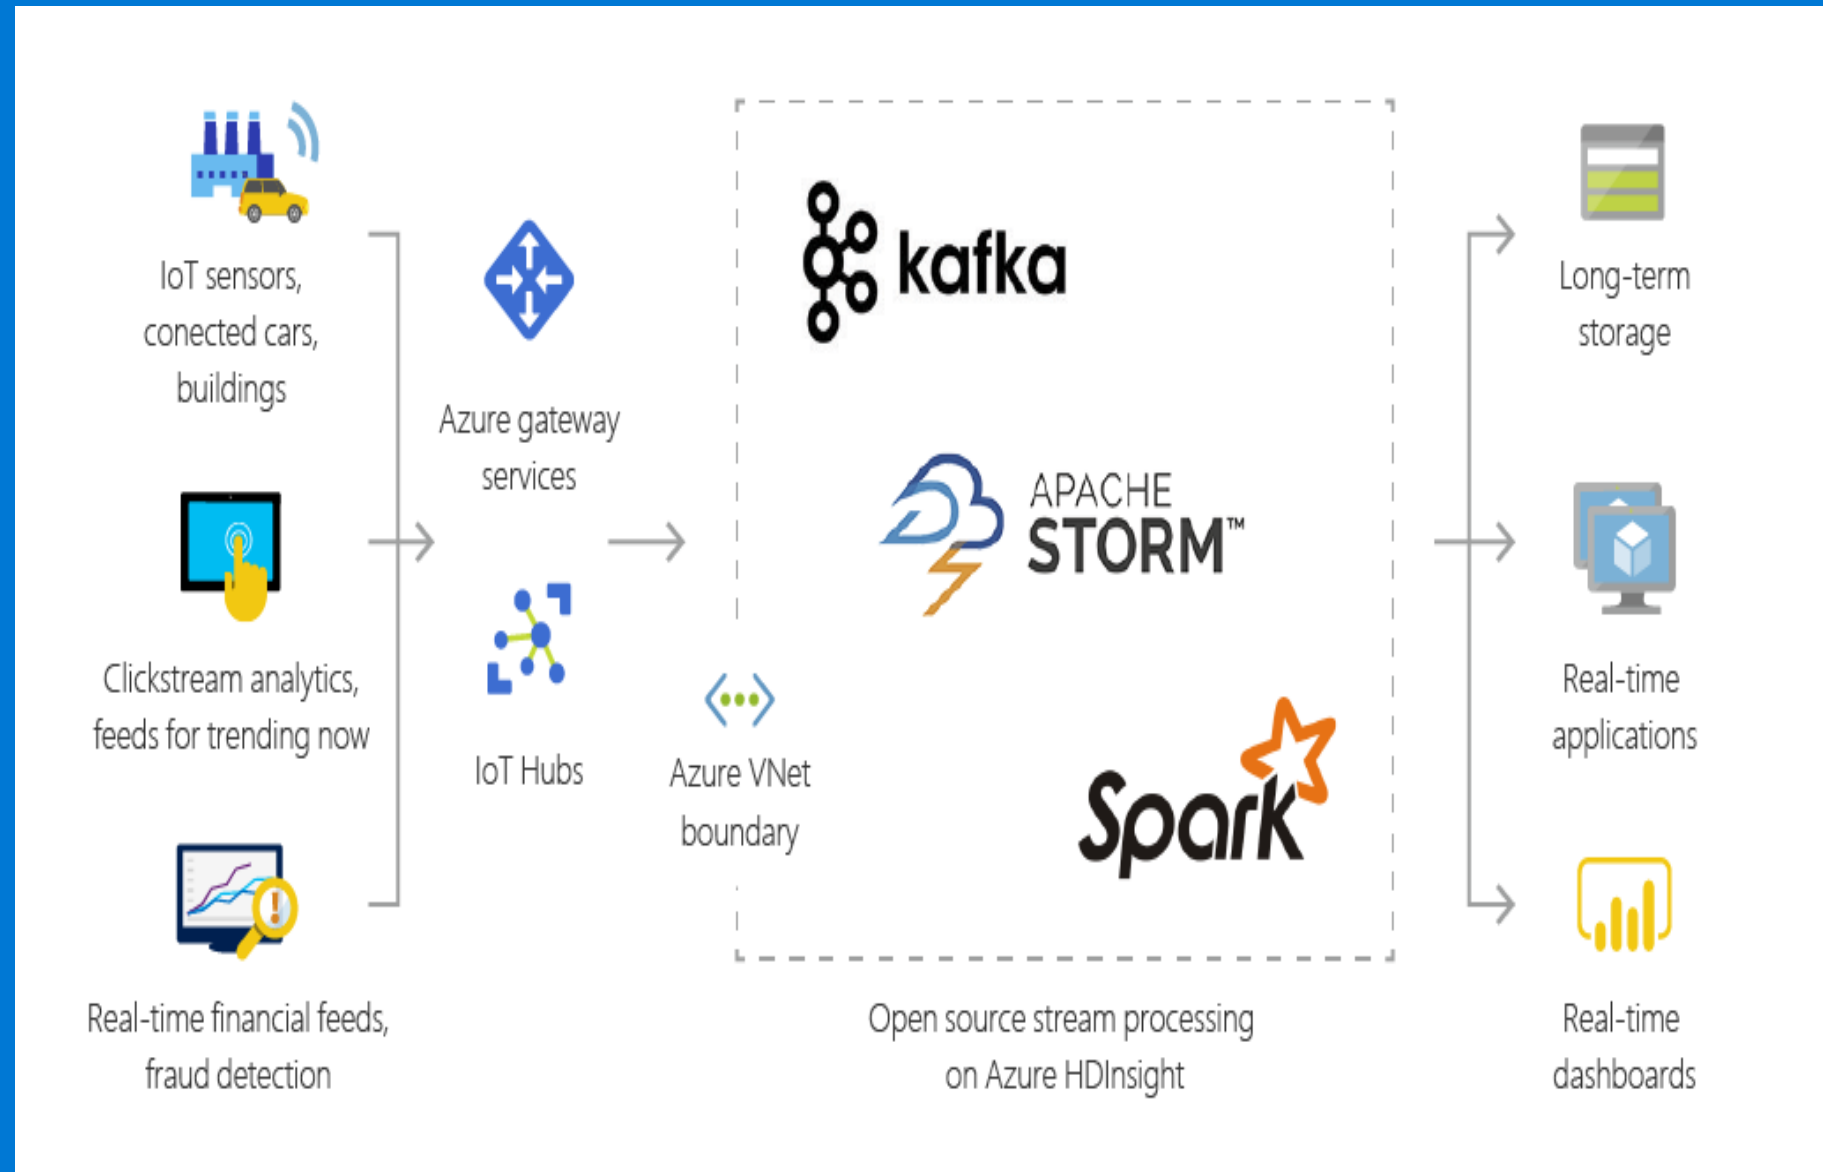 IoT sensors,
conected cars,
buildings
Clickstream analytics,
feeds for trending now
Real-time financial feeds,
fraud detection
Azure gateway
services
IoT Hubs
Azure VNet
boundary
kafka
APACHE
STORM™
Spark
Open source stream processing
on Azure HDInsight
Long-term
storage
Real-time
applications
Real-time
dashboards